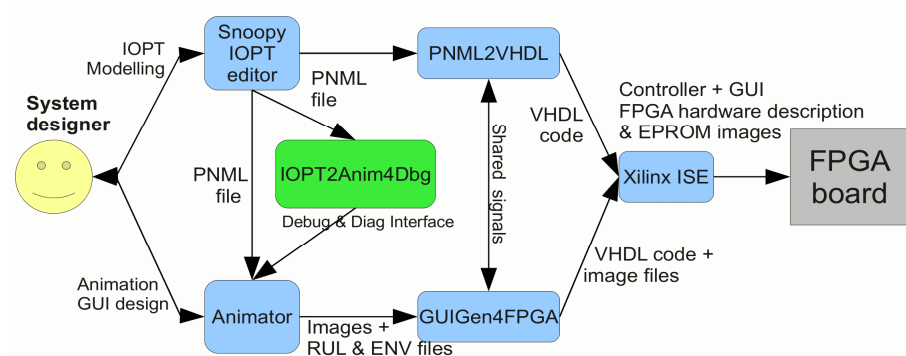 Snoopy
IOPT
editor
IOPT
Modelling
PNML2VHDL
PNML
file
System
designer
Controller + GUI
FPGA hardware description
& EPROM images
VHDL
code
Shared signals
FPGA
board
IOPT2Anim4Dbg
Xilinx ISE
PNML
file
Debug & Diag Interface
VHDL code +
image files
Animation
GUI design
Animator
GUIGen4FPGA
Images +
RUL & ENV files